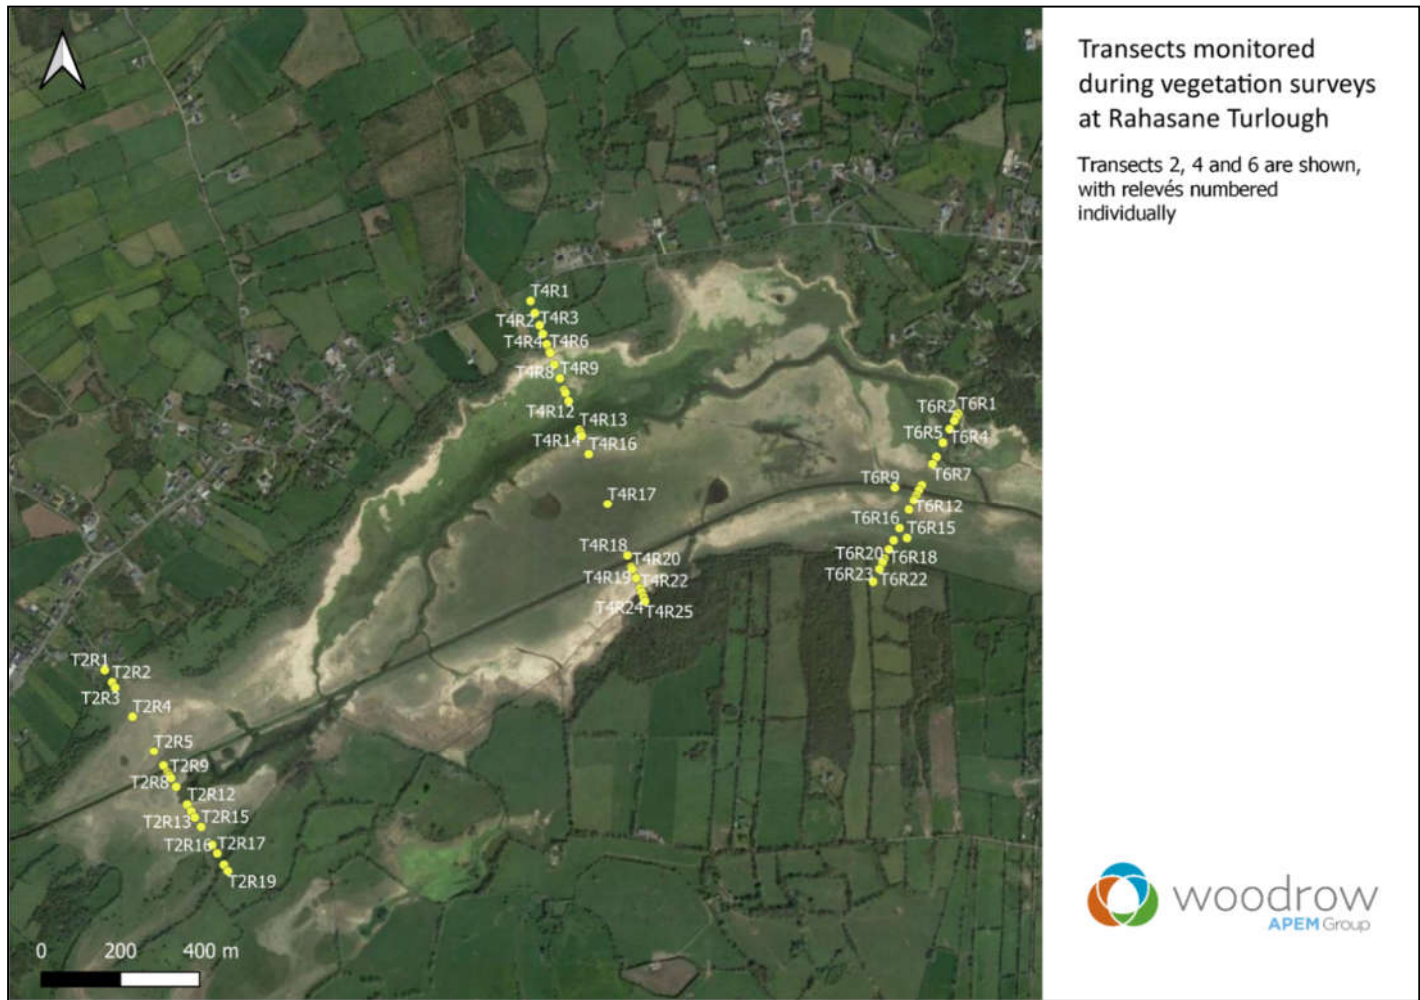 Transects monitored
during vegetation surveys
at Rahasane Turlough
Transects 2, 4 and 6 are shown,
with relevés numbered
individually
T4R1
T4R2 T4R3
T4R4 T4R6
T4R8 T4R9
T4R12
T4R13
T4R14 T4R16
T4R17
T4R18
T4R20
T4R19 T4R22
T4R24 T4R25
T6R2 T6R1
T6R5 T6R4
T6R7
T6R9
T6R12
T6R16
T6R15
T6R20 T6R18
T6R23 T6R22
T2R1
T2R2
T2R3
T2R4
T2R5
T2R9
T2R8
T2R12
T2R13 T2R15
T2R16 T2R17
T2R19
0 200 400 m
woodrow
APEM Group